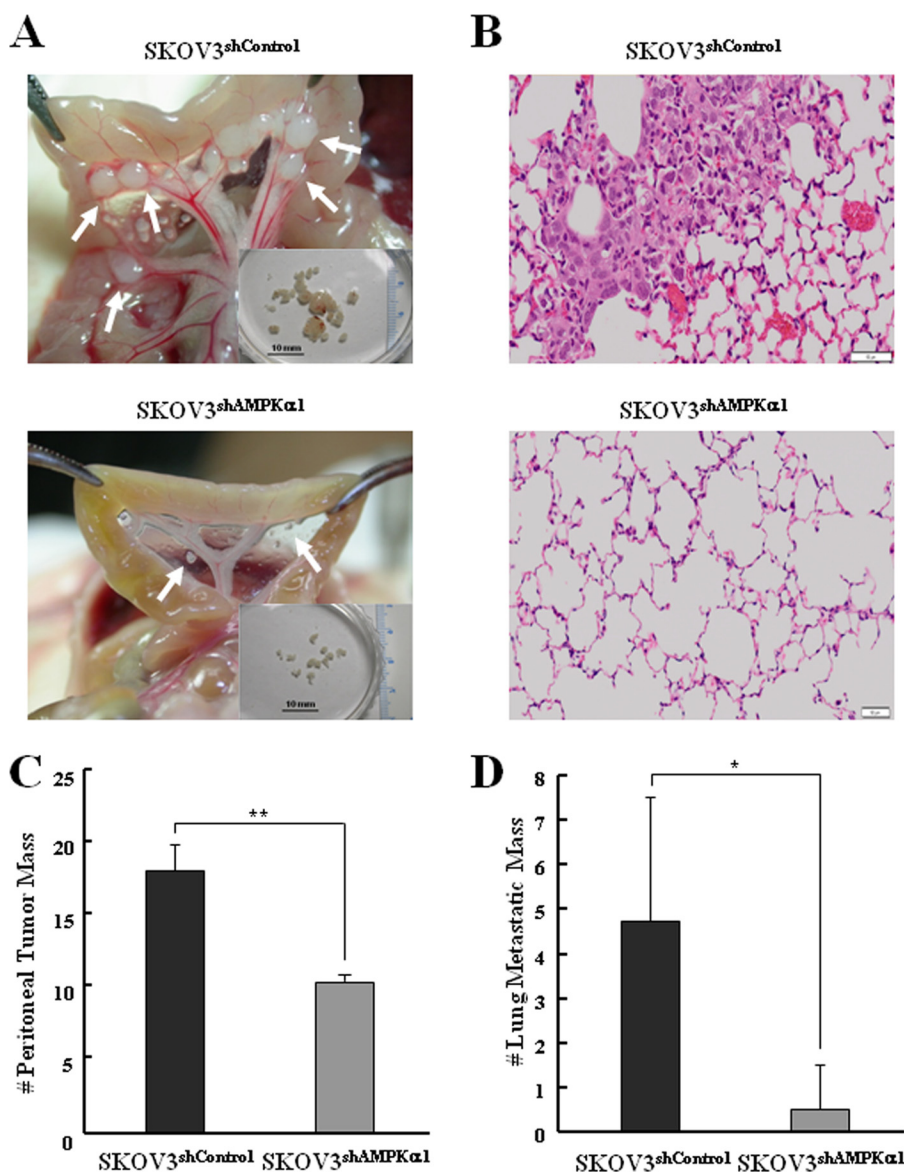 A
SKOV3shControl
10 mm
SKOV3shAMPKα1
10 mm
B
SKOV3shControl
SKOV3shAMPKα1
C
# Peritoneal Tumor Mass
25
20
15
10
5
0
**
SKOV3shControl
SKOV3shAMPKα1
D
# Lung Metastatic Mass
8
7
6
5
4
3
2
1
0
*
SKOV3shControl
SKOV3shAMPKα1